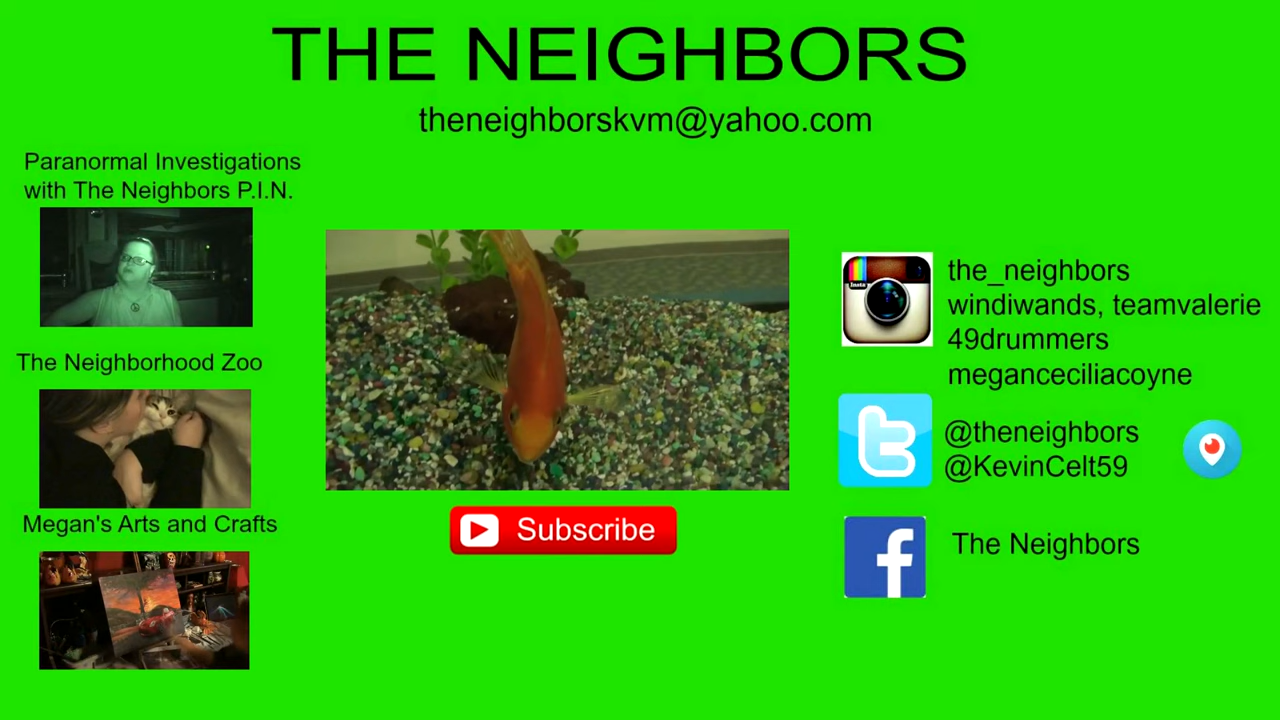 THE NEIGHBORS
theneighborskvm@yahoo.com
Paranormal Investigations
with The Neighbors P.I.N.
The Neighborhood Zoo
Megan's Arts and Crafts
Subscribe
Insta
the_neighbors
windiwands, teamvalerie
49drummers
meganceciliacoyne
@theneighbors
@KevinCelt59
The Neighbors